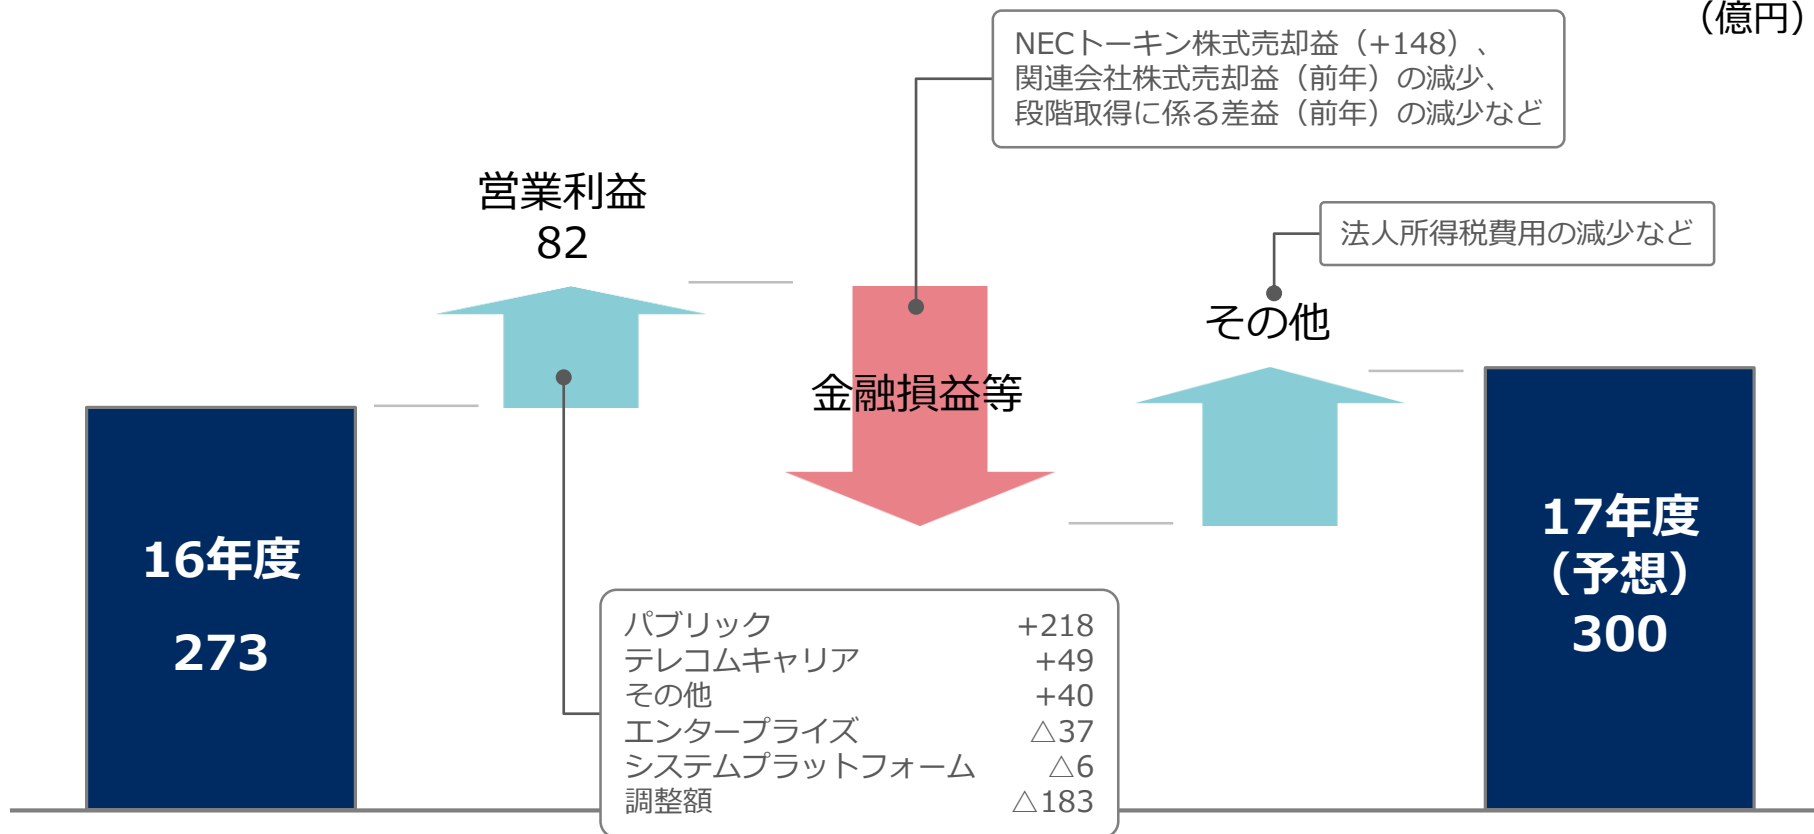 （億円）
NECトーキン株式売却益（+148）、
関連会社株式売却益（前年）の減少、
段階取得に係る差益（前年）の減少など
営業利益
82
法人所得税費用の減少など
その他
金融損益等
16年度
273
17年度
（予想）
300
パブリック +218
テレコムキャリア +49
その他 +40
エンタープライズ △37
システムプラットフォーム △6
調整額 △183